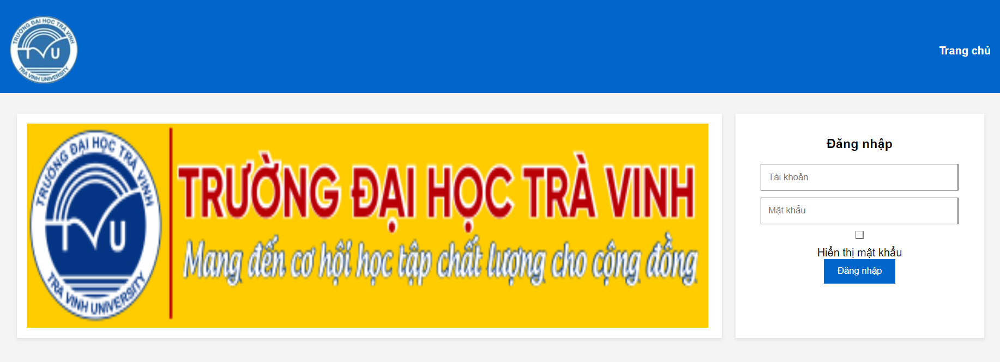 TRƯỜNG ĐẠI HỌC TRÀ VINH
TVU
TRA VINH UNIVERSITY
Trang chủ
TRƯỜNG ĐẠI HỌC TRÀ VINH
TVU
TRA VINH UNIVERSITY
TRƯỜNG ĐẠI HỌC TRÀ VINH
Mang đến cơ hội học tập chất lượng cho cộng đồng
Đăng nhập
Tài khoản
Mật khẩu
Hiển thị mật khẩu
Đăng nhập